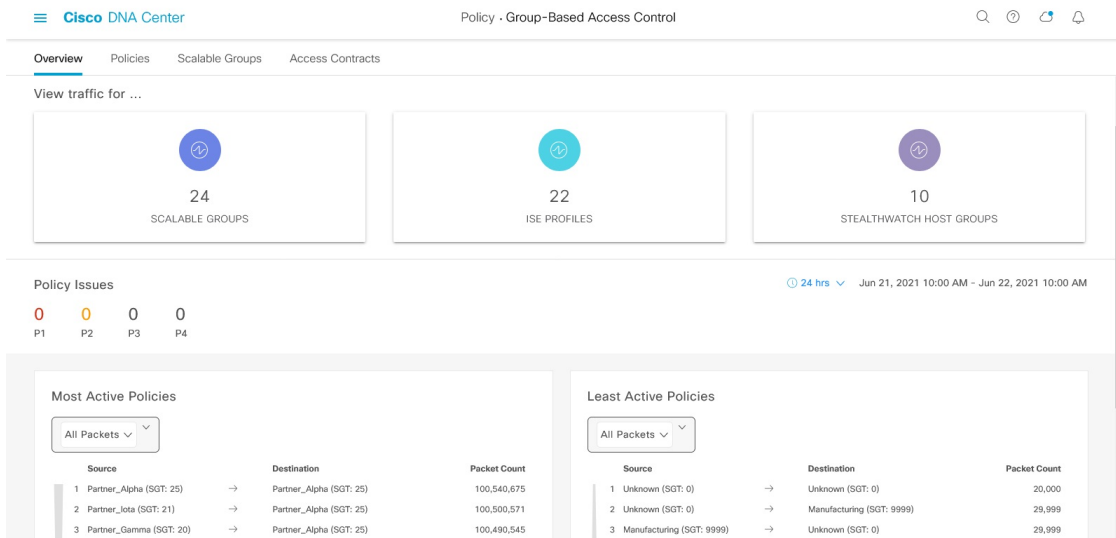 Cisco DNA Center
Policy • Group-Based Access Control
Overview Policies Scalable Groups Access Contracts
View traffic for ...
24
SCALABLE GROUPS
22
ISE PROFILES
10
STEALTHWATCH HOST GROUPS
Policy Issues
24 hrs Jun 21, 2021 10:00 AM - Jun 22, 2021 10:00 AM
0 0 0 0
P1 P2 P3 P4
Most Active Policies
All Packets
Source Destination Packet Count
1 Partner_Alpha (SGT: 25) → Partner_Alpha (SGT: 25) 100,540,675
2 Partner_Iota (SGT: 21) → Partner_Alpha (SGT: 25) 100,500,571
3 Partner_Gamma (SGT: 20) → Partner_Alpha (SGT: 25) 100,490,545
Least Active Policies
All Packets
Source Destination Packet Count
1 Unknown (SGT: 0) → Unknown (SGT: 0) 20,000
2 Unknown (SGT: 0) → Manufacturing (SGT: 9999) 29,999
3 Manufacturing (SGT: 9999) → Unknown (SGT: 0) 29,999